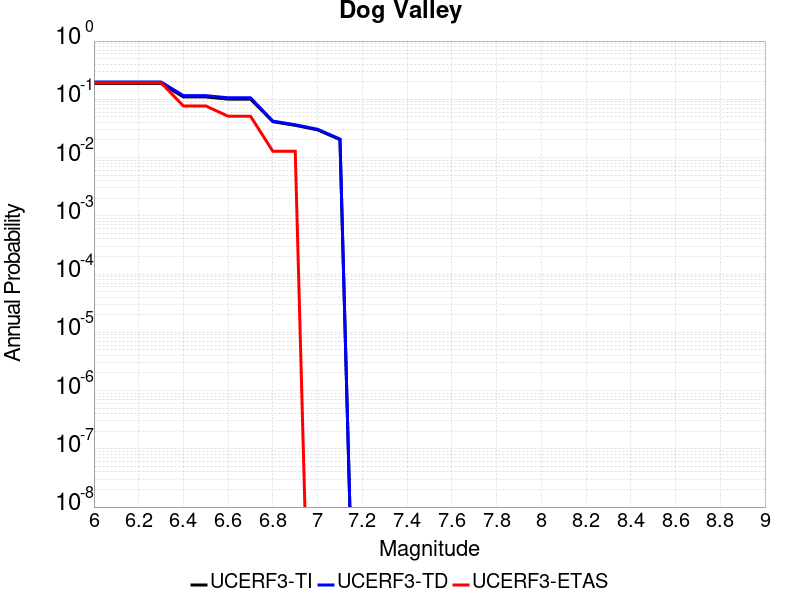 Dog Valley
10^0
10^-1
10^-2
10^-3
10^-4
10^-5
10^-6
10^-7
10^-8
Annual Probability
6 6.2 6.4 6.6 6.8 7 7.2 7.4 7.6 7.8 8 8.2 8.4 8.6 8.8 9
Magnitude
UCERF3-TI UCERF3-TD UCERF3-ETAS